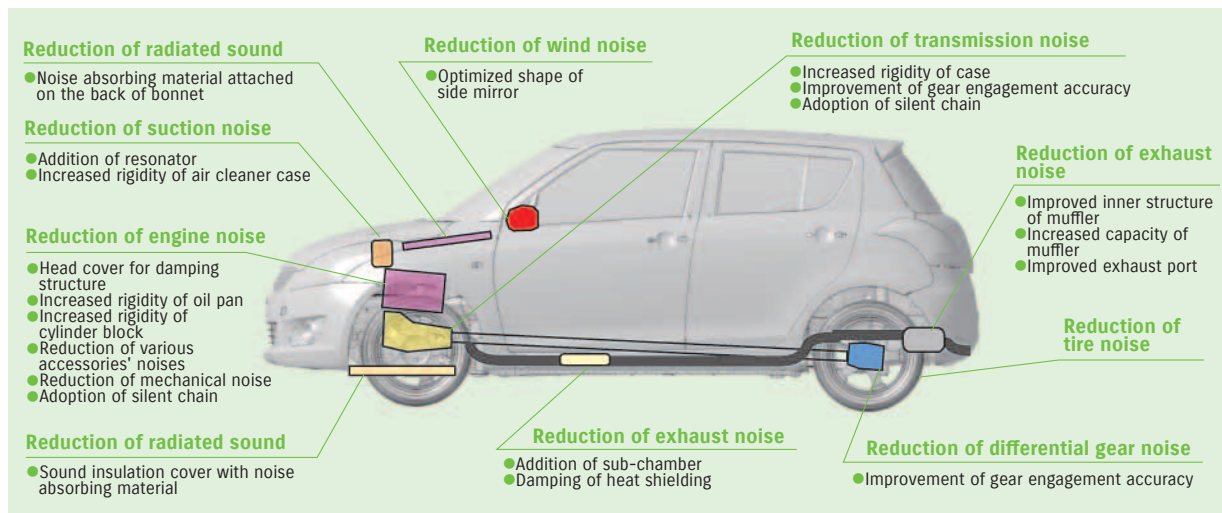 Reduction of radiated sound
●Noise absorbing material attached
on the back of bonnet
Reduction of suction noise
●Addition of resonator
●Increased rigidity of air cleaner case
Reduction of engine noise
●Head cover for damping
structure
●Increased rigidity of oil pan
●Increased rigidity of
cylinder block
●Reduction of various
accessories' noises
●Reduction of mechanical noise
●Adoption of silent chain
Reduction of radiated sound
●Sound insulation cover with noise
absorbing material
Reduction of wind noise
●Optimized shape of
side mirror
Reduction of transmission noise
●Increased rigidity of case
●Improvement of gear engagement accuracy
●Adoption of silent chain
Reduction of exhaust
noise
●Improved inner structure
of muffler
●Increased capacity of
muffler
●Improved exhaust port
Reduction of
tire noise
Reduction of exhaust noise
●Addition of sub-chamber
●Damping of heat shielding
Reduction of differential gear noise
●Improvement of gear engagement accuracy